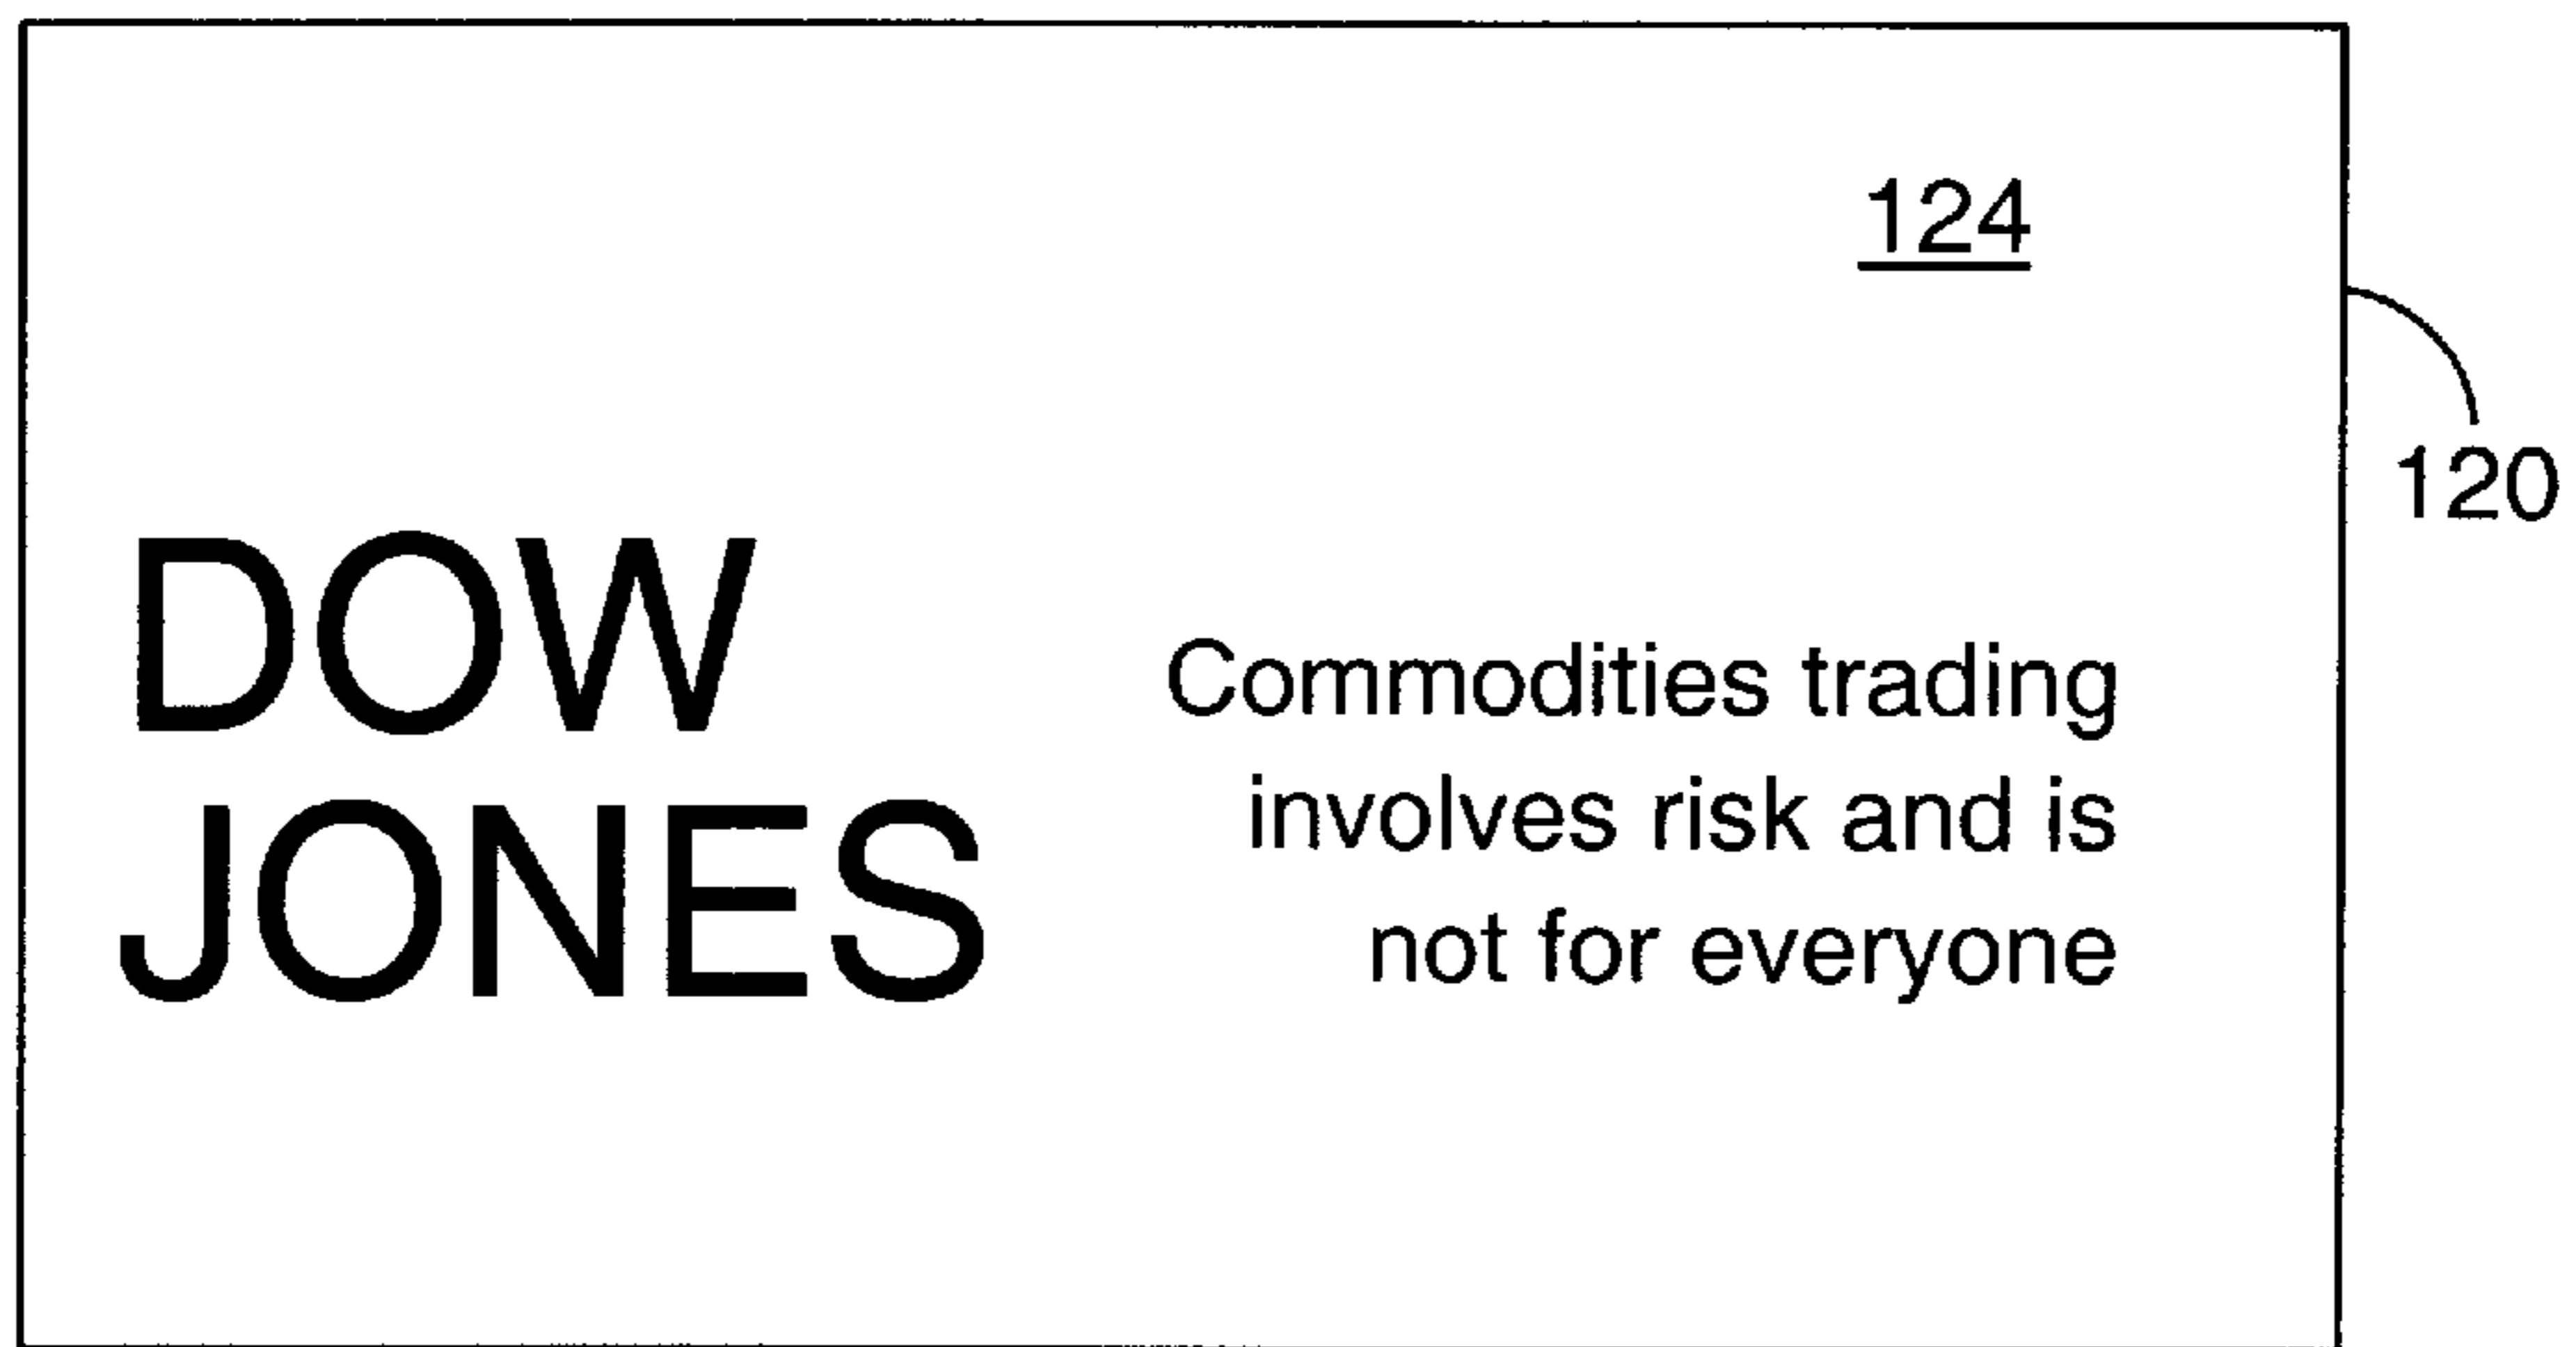 124
120
DOW
JONES
Commodities trading
involves risk and is
not for everyone